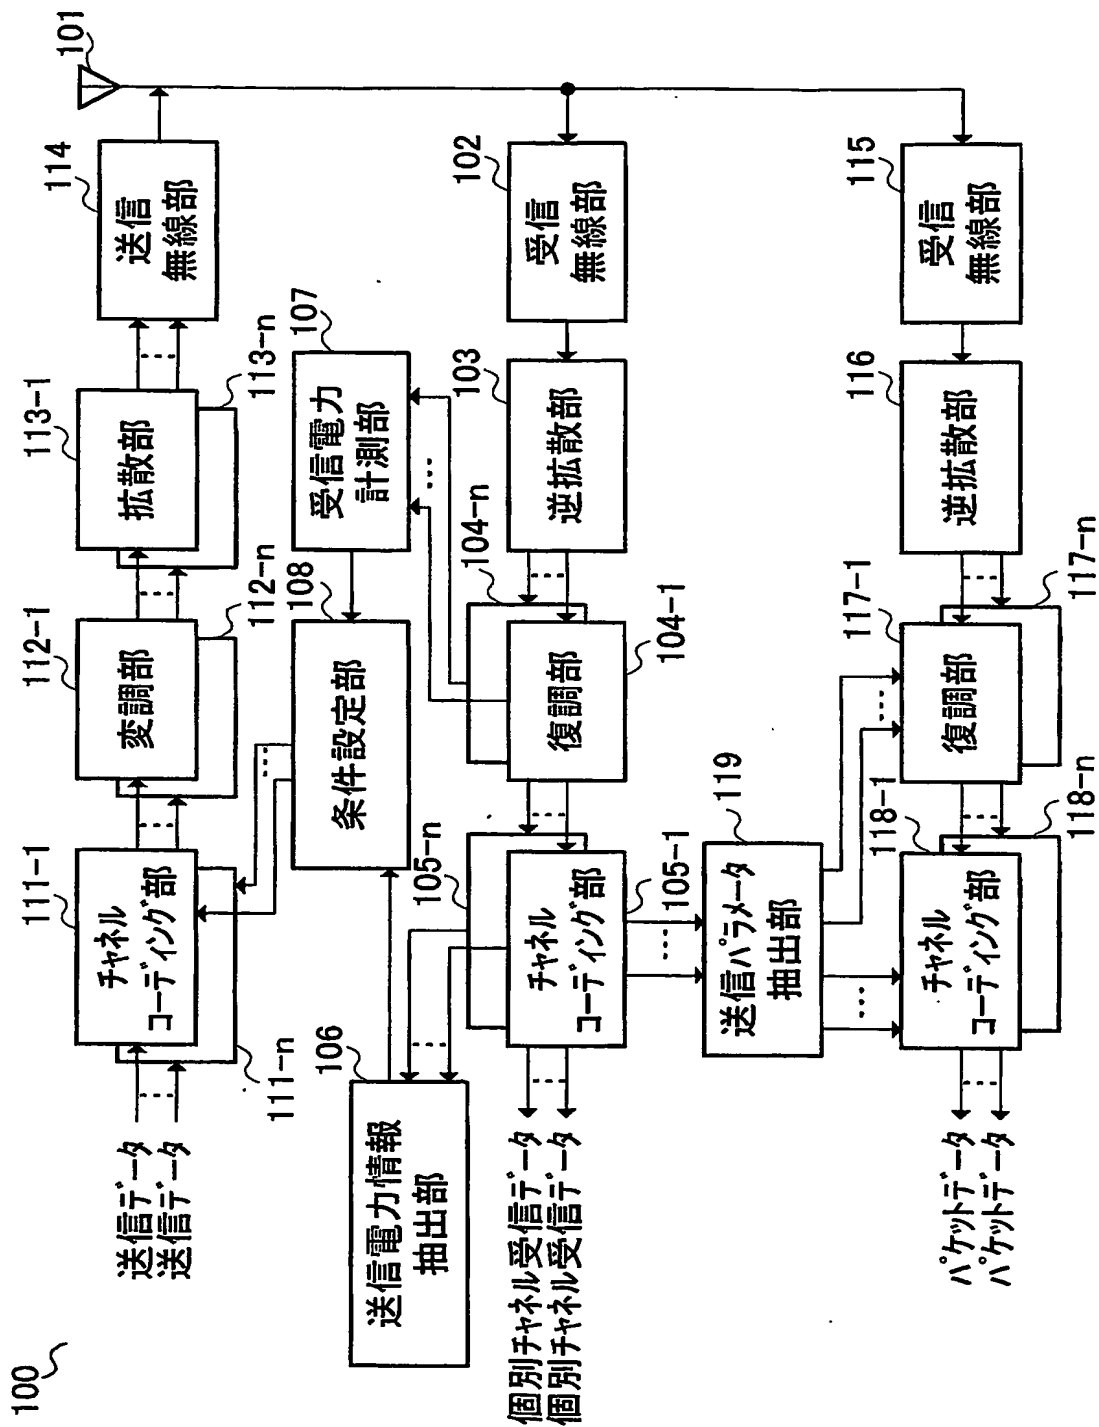 100
101
114
送信
無線部
113-1
拡散部
113-n
112-1
変調部
112-n
111-1
チャネル
コーディング部
111-n
送信データ
送信データ
107
受信電力
計測部
108
条件設定部
106
送信電力情報
抽出部
102
受信
無線部
103
逆拡散部
104-n
104-1
復調部
105-n
105-1
チャネル
コーディング部
個別チャネル受信データ
個別チャネル受信データ
119
送信パラメータ
抽出部
115
受信
無線部
116
逆拡散部
117-1
復調部
117-n
118-1
チャネル
コーディング部
118-n
パケットデータ
パケットデータ